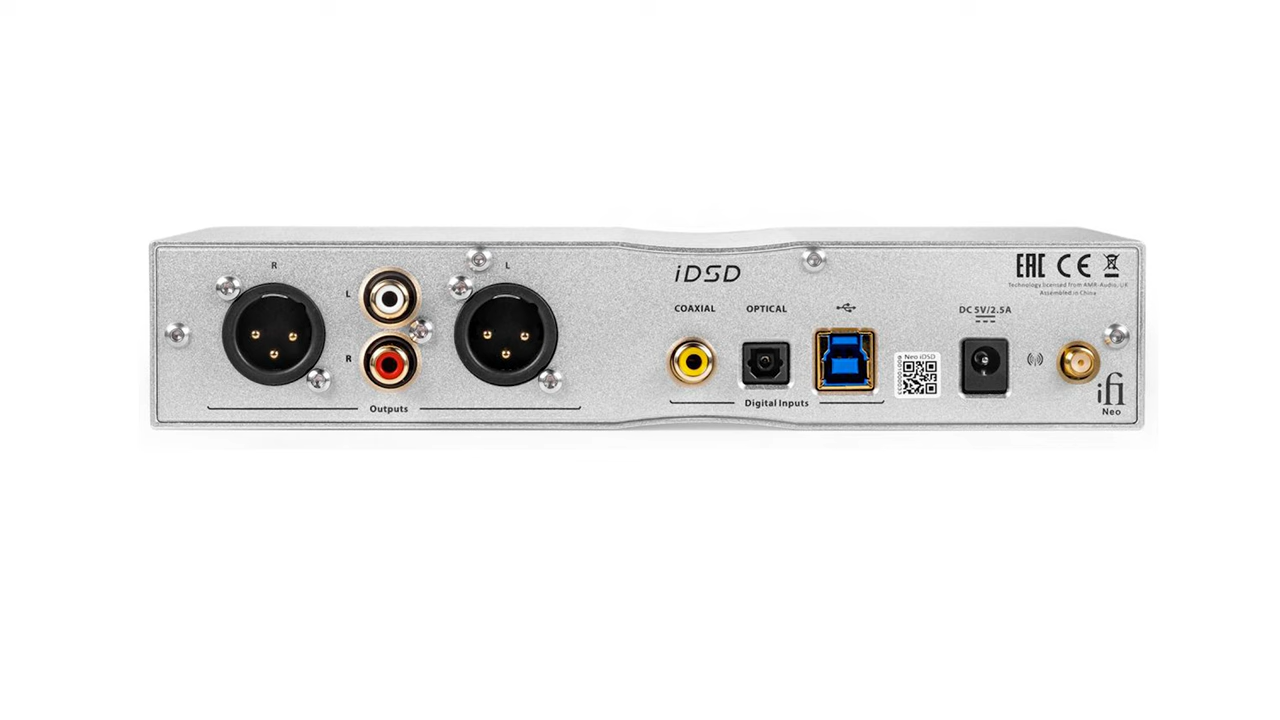 R
L
L
R
Outputs
iDSD
COAXIAL
OPTICAL
Digital Inputs
Neo iDSD
DC 5V/2.5A
EAC CE
Technology licensed from AMR-Audio, UK
Assembled in China
ifi
Neo